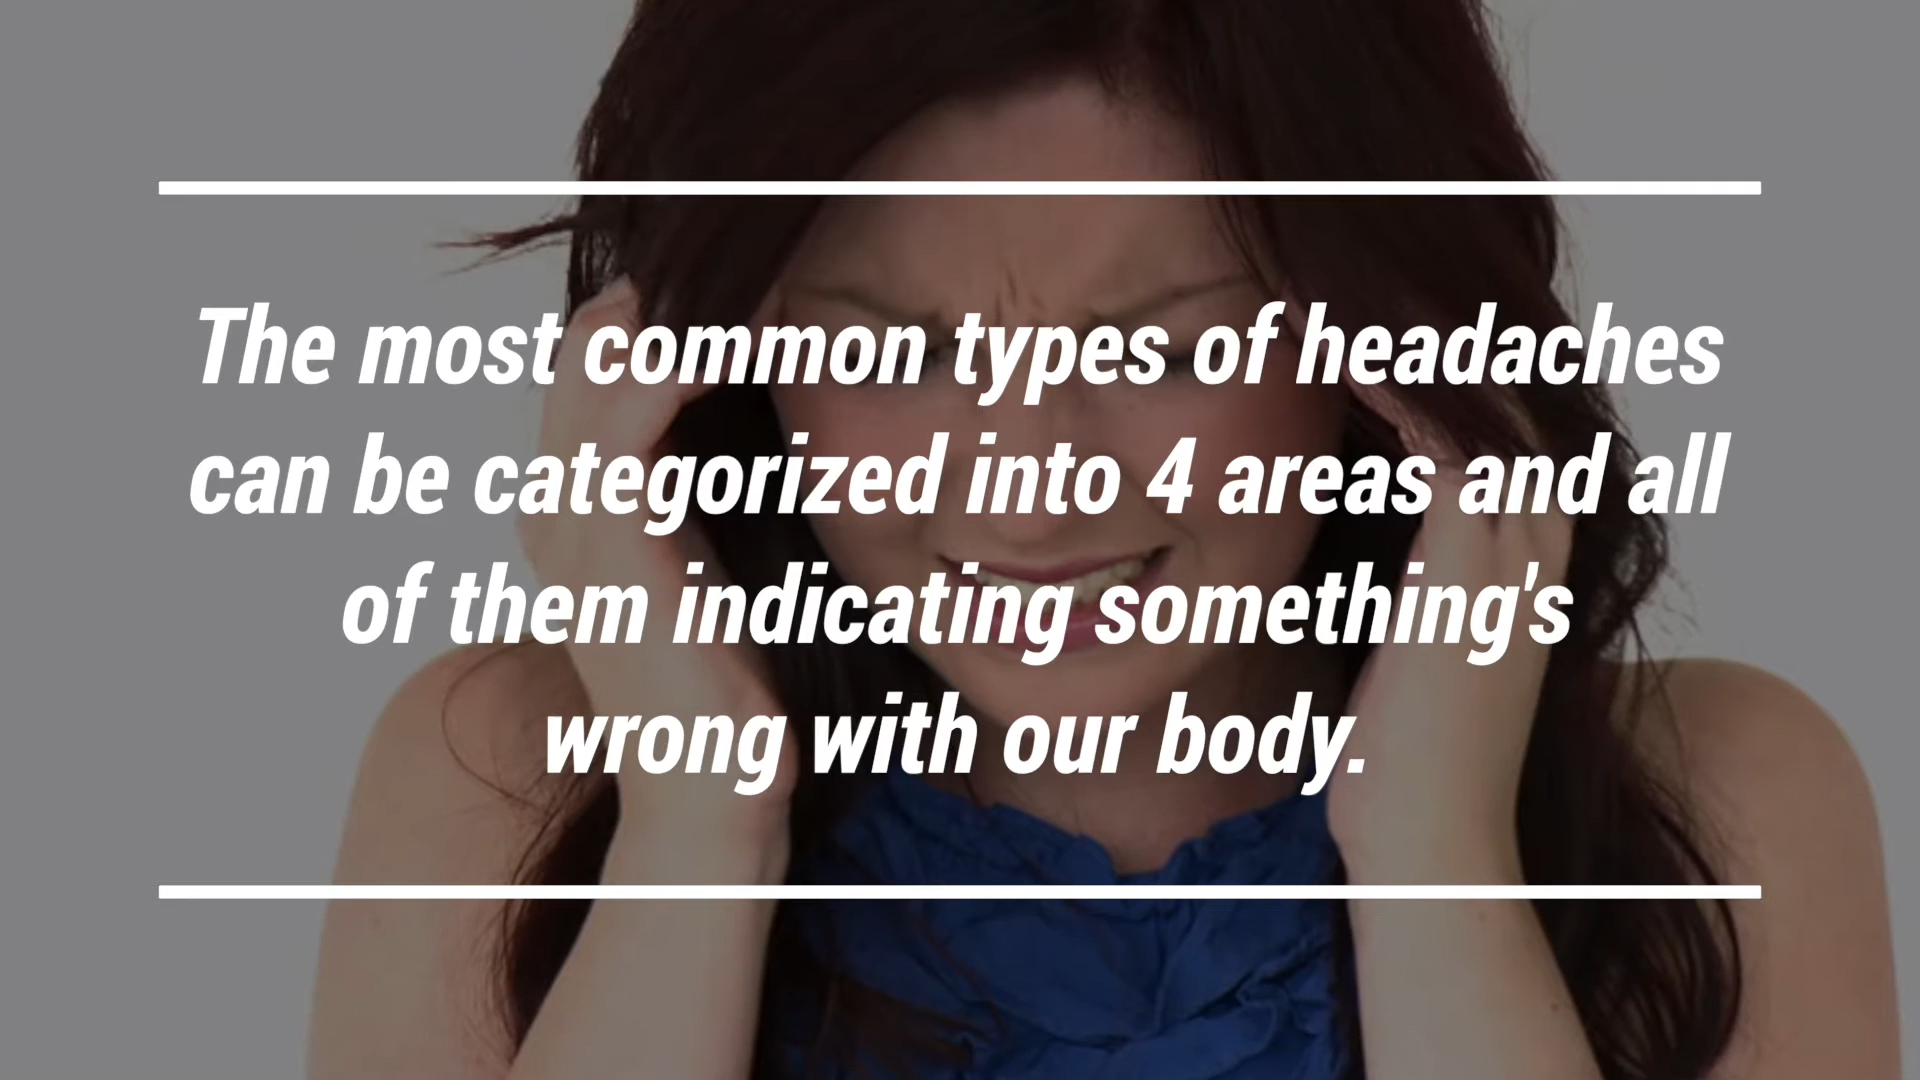 The most common types of headaches
can be categorized into 4 areas and all
of them indicating something's
wrong with our body.